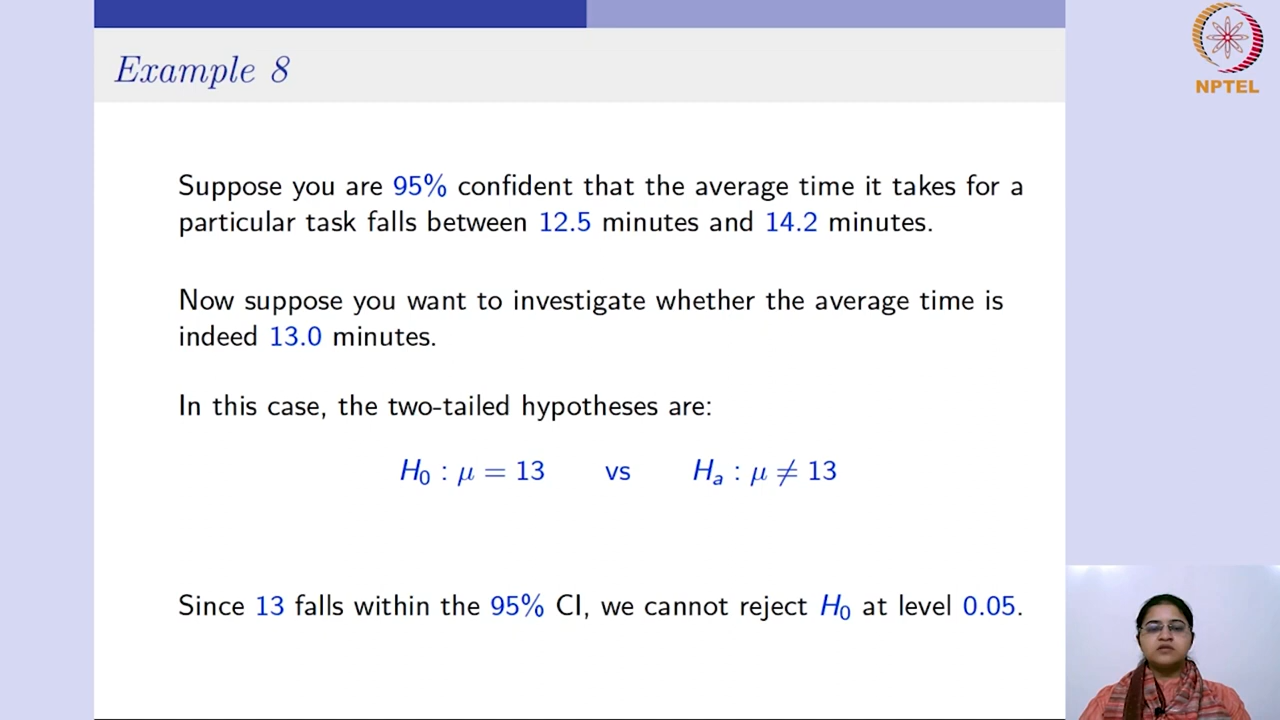 Example 8
NPTEL
Suppose you are 95% confident that the average time it takes for a
particular task falls between 12.5 minutes and 14.2 minutes.
Now suppose you want to investigate whether the average time is
indeed 13.0 minutes.
In this case, the two-tailed hypotheses are:
H₀ : μ = 13 vs Hₐ : μ ≠ 13
Since 13 falls within the 95% CI, we cannot reject H₀ at level 0.05.